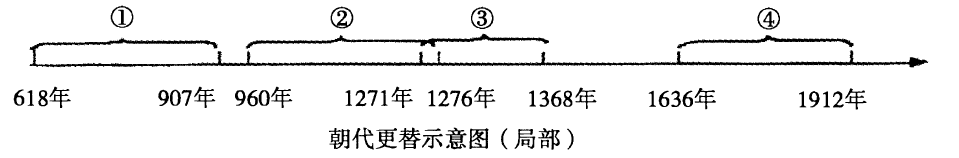 ① ② ③ ④
618年 907年 960年 1271年 1276年 1368年 1636年 1912年
朝代更替示意图（局部）